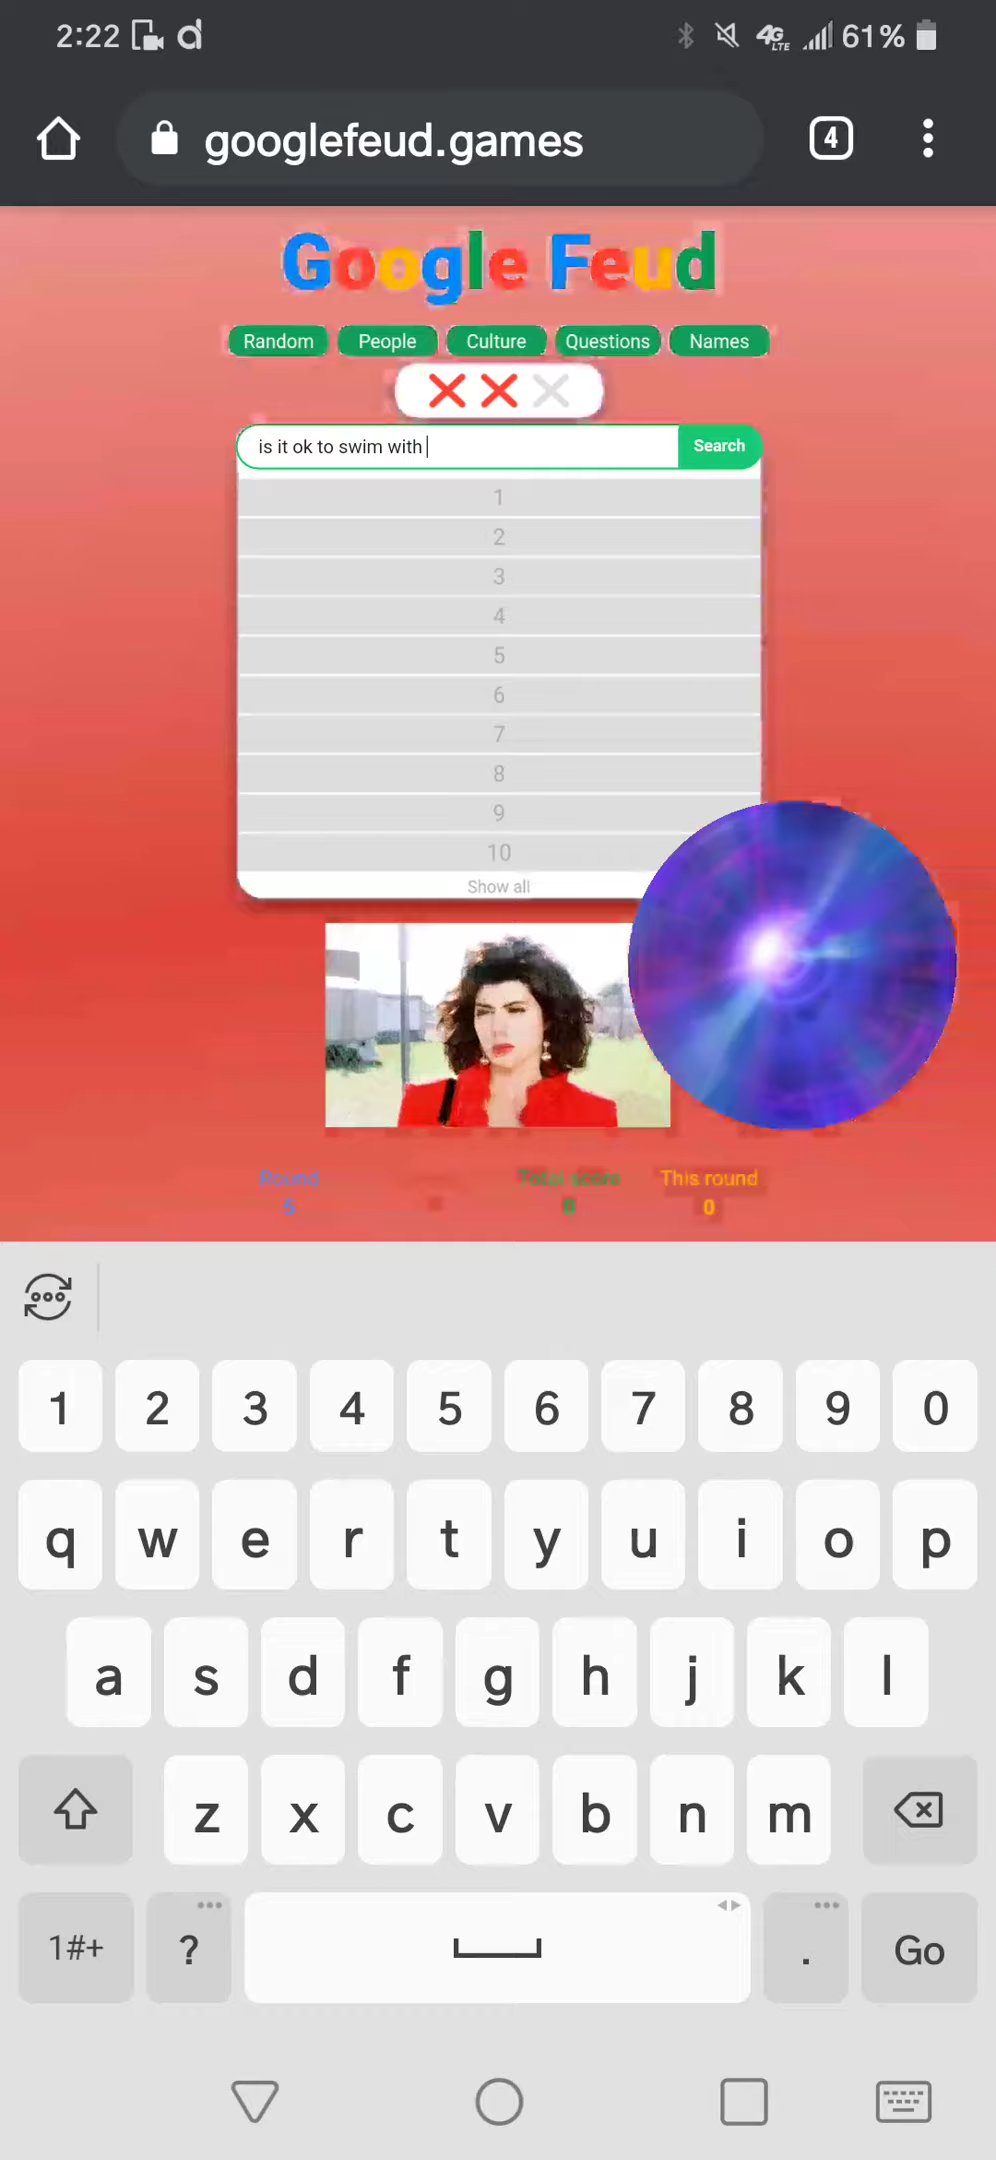 2:22 4G LTE 61%
googlefeud.games 4
Google Feud
Random People Culture Questions Names
is it ok to swim with Search
1
2
3
4
5
6
7
8
9
10
Show all
Round Total score This round
5 0 0
1 2 3 4 5 6 7 8 9 0
q w e r t y u i o p
a s d f g h j k l
z x c v b n m
1#+ ? . Go